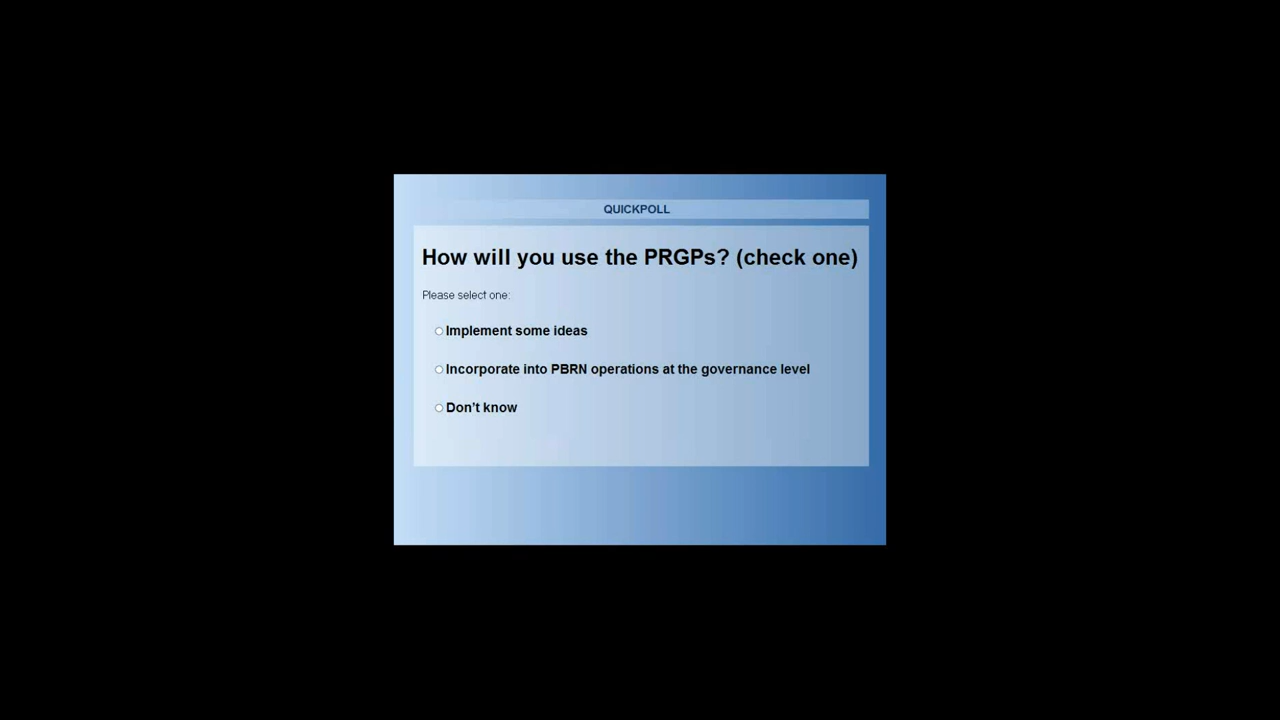 QUICKPOLL
How will you use the PRGPs? (check one)
Please select one:
Implement some ideas
Incorporate into PBRN operations at the governance level
Don't know